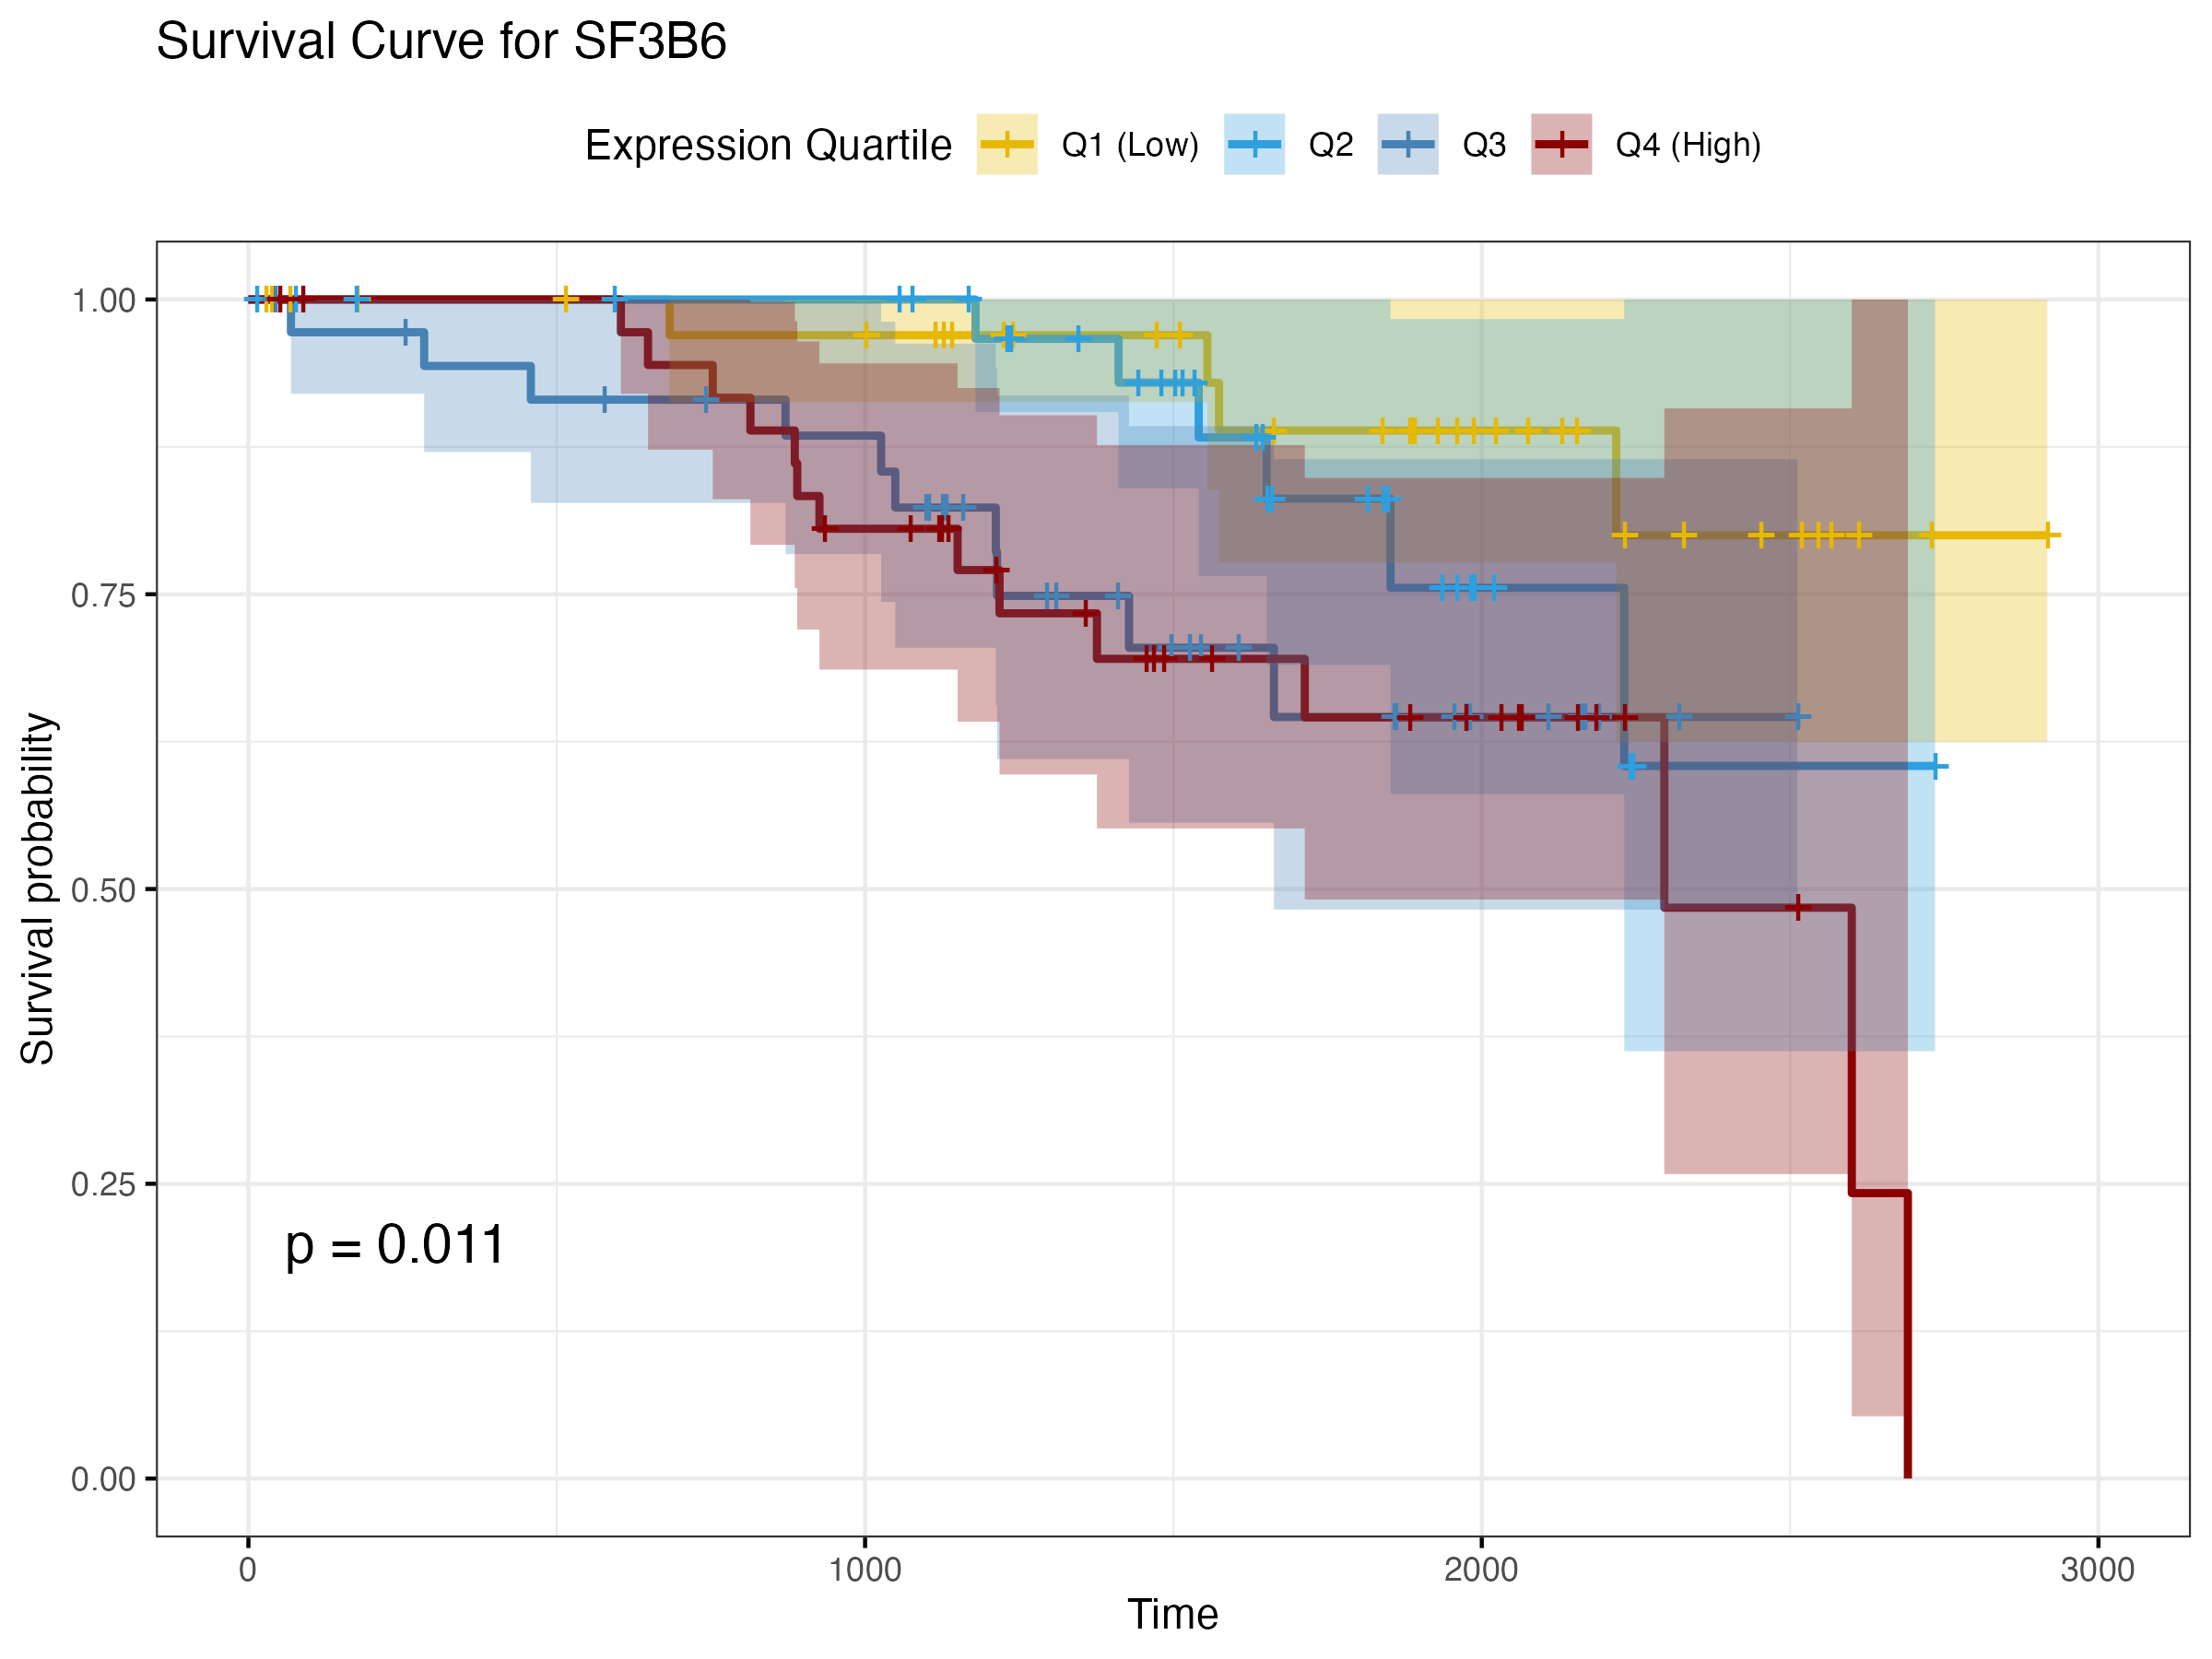 Survival Curve for SF3B6
Expression Quartile Q1 (Low) Q2 Q3 Q4 (High)
1.00
0.75
0.50
0.25
0.00
Survival probability
p = 0.011
0 1000 2000 3000
Time